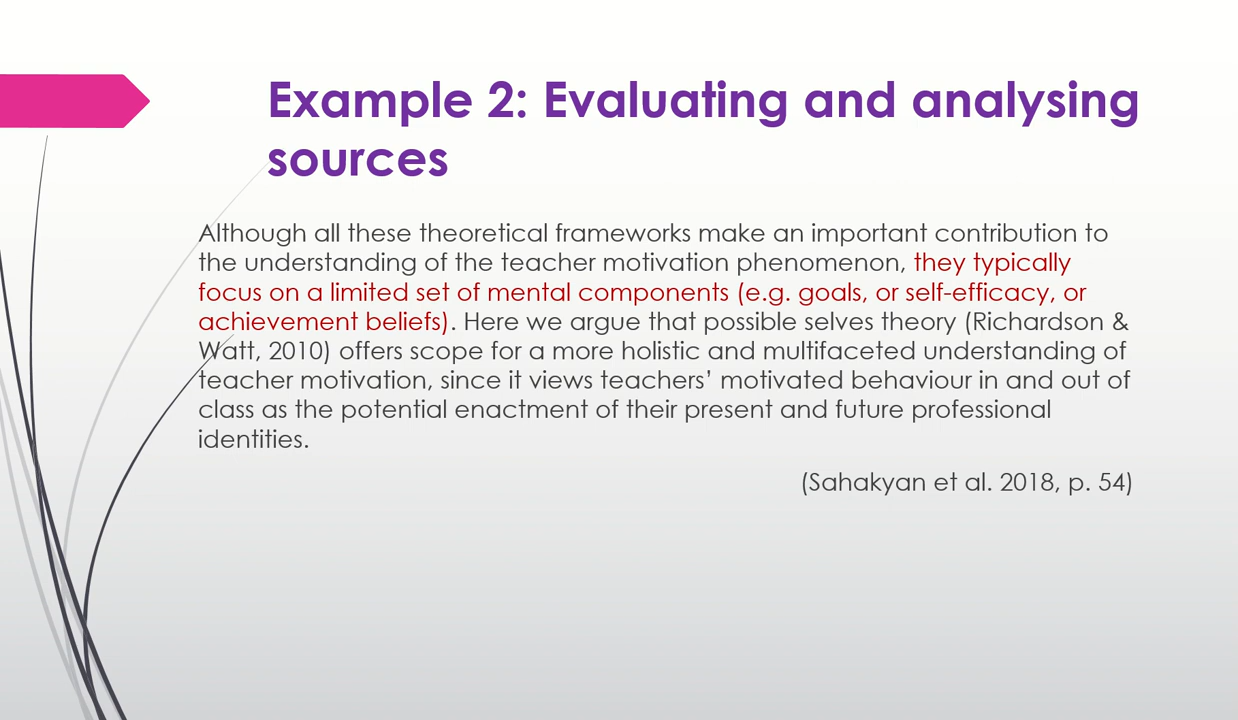 Example 2: Evaluating and analysing
sources
Although all these theoretical frameworks make an important contribution to
the understanding of the teacher motivation phenomenon, they typically
focus on a limited set of mental components (e.g. goals, or self-efficacy, or
achievement beliefs). Here we argue that possible selves theory (Richardson &
Watt, 2010) offers scope for a more holistic and multifaceted understanding of
teacher motivation, since it views teachers’ motivated behaviour in and out of
class as the potential enactment of their present and future professional
identities.
(Sahakyan et al. 2018, p. 54)